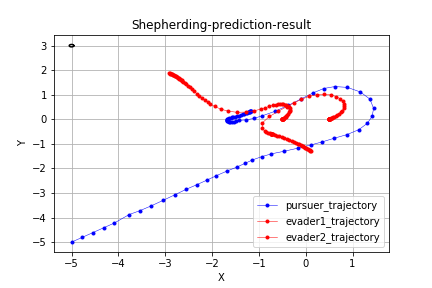 Shepherding-prediction-result
3
2
1
0
−1
−2
−3
−4
−5
Y
−5 −4 −3 −2 −1 0 1
X
pursuer_trajectory
evader1_trajectory
evader2_trajectory